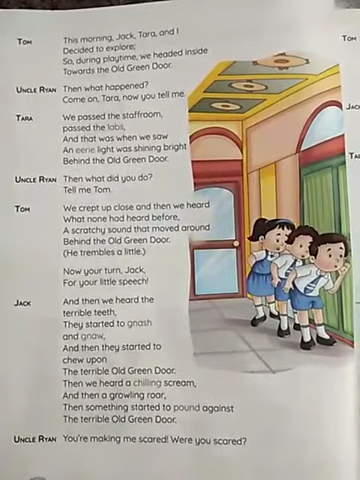 TOM This morning, Jack, Tara, and I
Decided to explore;
So, during playtime, we headed inside
Towards the Old Green Door.
UNCLE RYAN Then what happened?
Come on, Tara, now you tell me.
TARA We passed the staffroom,
passed the labs,
And that was when we saw
An eerie light was shining bright
Behind the Old Green Door.
UNCLE RYAN Then what did you do?
Tell me Tom.
TOM We crept up close and then we heard
What none had heard before,
A scratchy sound that moved around
Behind the Old Green Door.
(He trembles a little.)
Now your turn, Jack,
For your little speech!
JACK And then we heard the
terrible teeth,
They started to gnash
and gnaw,
And then they started to
chew upon
The terrible Old Green Door.
Then we heard a chilling scream,
And then a growling roar,
Then something started to pound against
The terrible Old Green Door.
UNCLE RYAN You're making me scared! Were you scared?
TOM